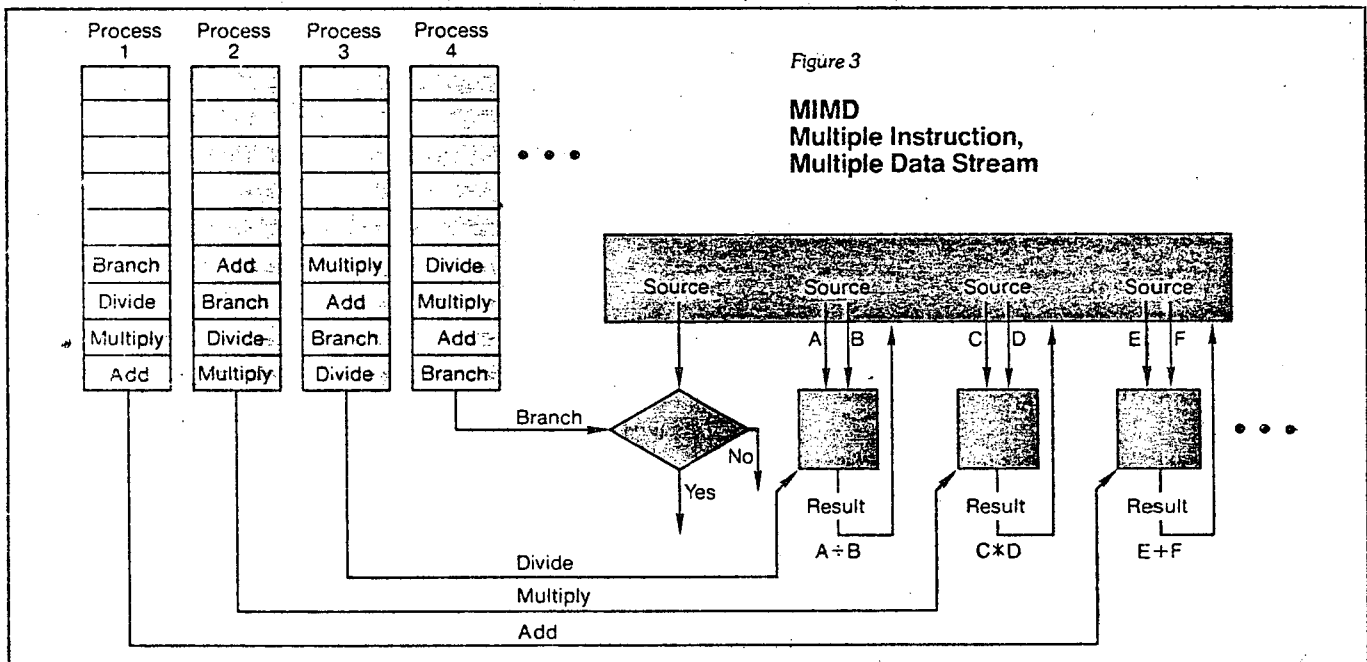 Process 1
Process 2
Process 3
Process 4
Figure 3
MIMD
Multiple Instruction,
Multiple Data Stream
Branch Add Multiply Divide
Divide Branch Add Multiply
Multiply Divide Branch Add
Add Multiply Divide Branch
Source Source Source Source
A B C D E F
Branch
No
Yes
Result Result Result
A÷B C*D E+F
Divide
Multiply
Add